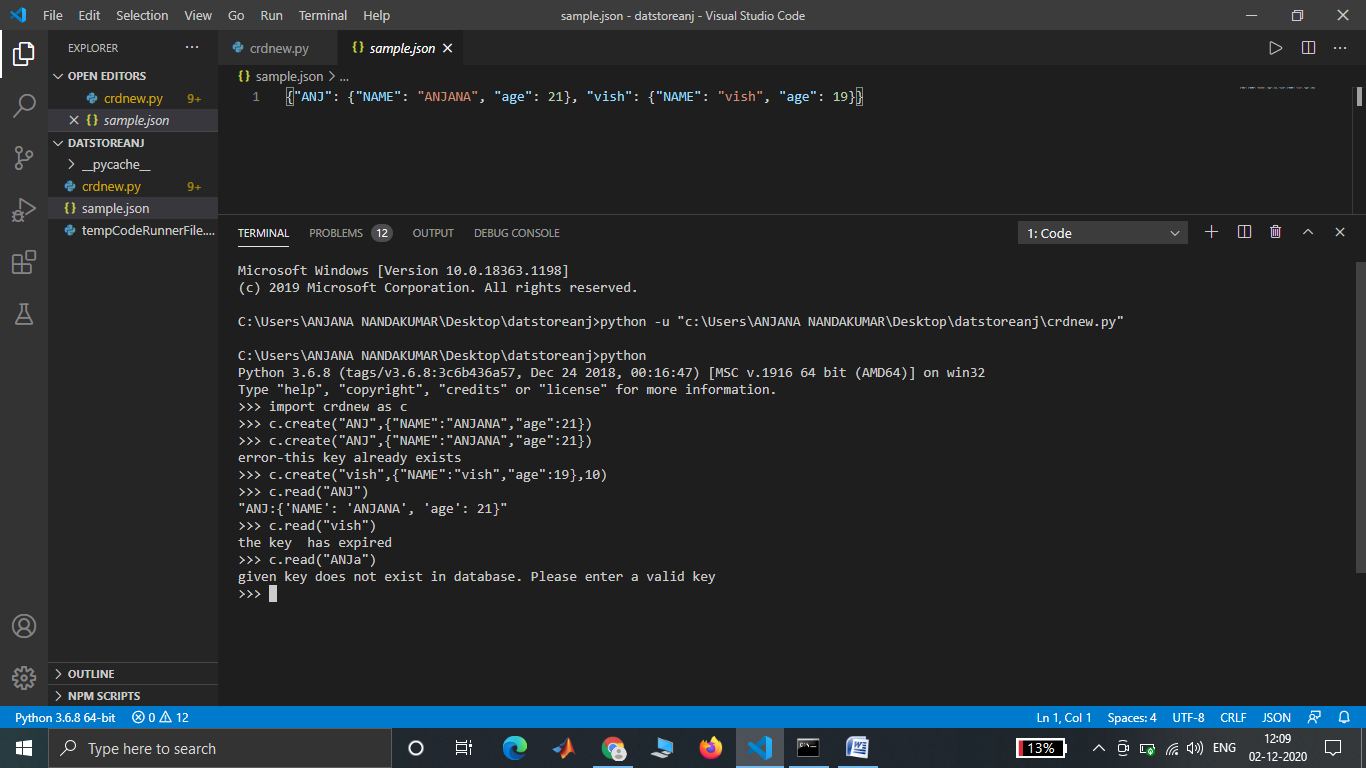 File Edit Selection View Go Run Terminal Help
sample.json - datstoreanj - Visual Studio Code
EXPLORER
OPEN EDITORS
crdnew.py 9+
sample.json
DATSTOREANJ
__pycache__
crdnew.py 9+
sample.json
tempCodeRunnerFile....
OUTLINE
NPM SCRIPTS
crdnew.py
sample.json
sample.json > ...
1 {"ANJ": {"NAME": "ANJANA", "age": 21}, "vish": {"NAME": "vish", "age": 19}}
TERMINAL PROBLEMS 12 OUTPUT DEBUG CONSOLE
1: Code
Microsoft Windows [Version 10.0.18363.1198]
(c) 2019 Microsoft Corporation. All rights reserved.
C:\Users\ANJANA NANDAKUMAR\Desktop\datstoreanj>python -u "c:\Users\ANJANA NANDAKUMAR\Desktop\datstoreanj\crdnew.py"
C:\Users\ANJANA NANDAKUMAR\Desktop\datstoreanj>python
Python 3.6.8 (tags/v3.6.8:3c6b436a57, Dec 24 2018, 00:16:47) [MSC v.1916 64 bit (AMD64)] on win32
Type "help", "copyright", "credits" or "license" for more information.
>>> import crdnew as c
>>> c.create("ANJ",{"NAME":"ANJANA","age":21})
>>> c.create("ANJ",{"NAME":"ANJANA","age":21})
error-this key already exists
>>> c.create("vish",{"NAME":"vish","age":19},10)
>>> c.read("ANJ")
"ANJ:{'NAME': 'ANJANA', 'age': 21}"
>>> c.read("vish")
the key  has expired
>>> c.read("ANJa")
given key does not exist in database. Please enter a valid key
>>>
Python 3.6.8 64-bit 0 12
Ln 1, Col 1 Spaces: 4 UTF-8 CRLF JSON
Type here to search
13%
ENG
12:09
02-12-2020